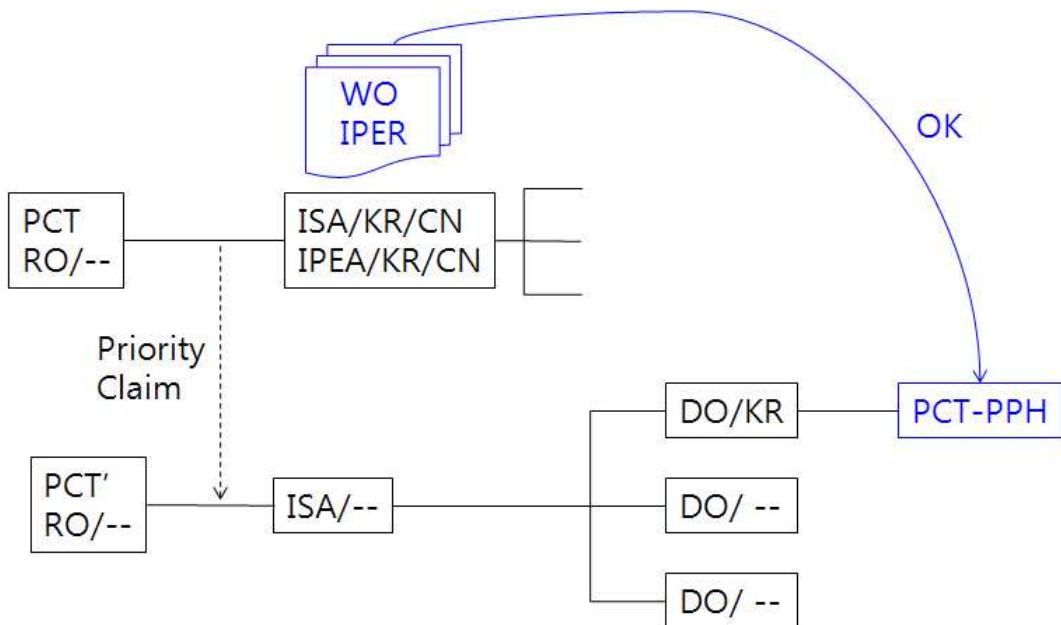 WO
IPER
OK
PCT
RO/--
ISA/KR/CN
IPEA/KR/CN
Priority
Claim
DO/KR
PCT-PPH
PCT’
RO/--
ISA/--
DO/ --
DO/ --